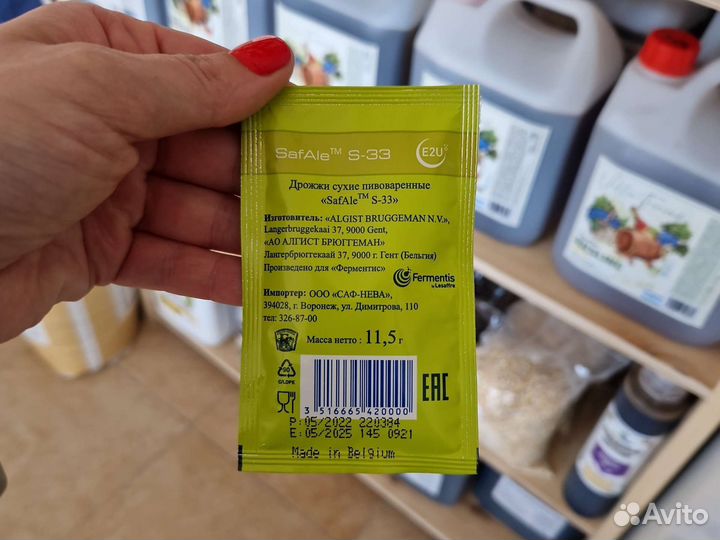 SafAle™ S-33
E2U
Дрожжи сухие пивоваренные
«SafAle™ S-33»
Изготовитель: «ALGIST BRUGGEMAN N.V.»,
Langerbruggekaai 37, 9000 Gent,
«АО АЛГИСТ БРЮГГЕМАН»
Лангербрюггекаай 37, 9000 г. Гент (Бельгия)
Произведено для «Ферментис»
Fermentis
by Lesaffre
Импортер: ООО «САФ-НЕВА»,
394028, г. Воронеж, ул. Димитрова, 110
тел: 326-87-00
Масса нетто : 11,5 г
90
C/LDPE
3 516665 420000
EAC
P:05/2022 220384
E:05/2025 145 0921
Made in Belgium
Avito